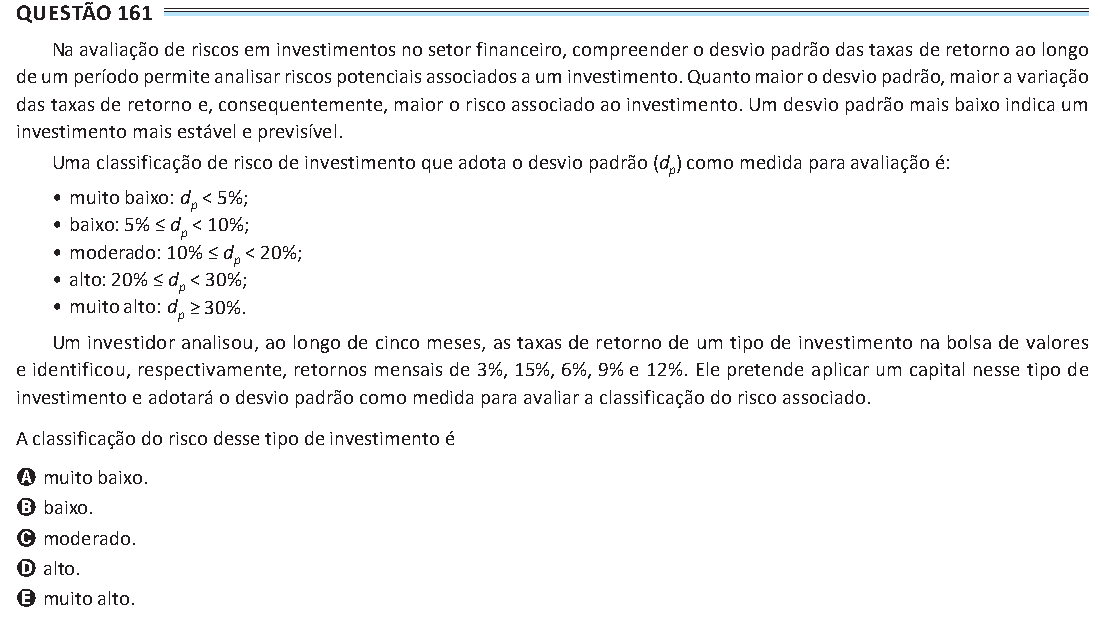 QUESTÃO 161
Na avaliação de riscos em investimentos no setor financeiro, compreender o desvio padrão das taxas de retorno ao longo
de um período permite analisar riscos potenciais associados a um investimento. Quanto maior o desvio padrão, maior a variação
das taxas de retorno e, consequentemente, maior o risco associado ao investimento. Um desvio padrão mais baixo indica um
investimento mais estável e previsível.
Uma classificação de risco de investimento que adota o desvio padrão (dp) como medida para avaliação é:
• muito baixo: dp < 5%;
• baixo: 5% ≤ dp < 10%;
• moderado: 10% ≤ dp < 20%;
• alto: 20% ≤ dp < 30%;
• muito alto: dp ≥ 30%.
Um investidor analisou, ao longo de cinco meses, as taxas de retorno de um tipo de investimento na bolsa de valores
e identificou, respectivamente, retornos mensais de 3%, 15%, 6%, 9% e 12%. Ele pretende aplicar um capital nesse tipo de
investimento e adotará o desvio padrão como medida para avaliar a classificação do risco associado.
A classificação do risco desse tipo de investimento é
A muito baixo.
B baixo.
C moderado.
D alto.
E muito alto.